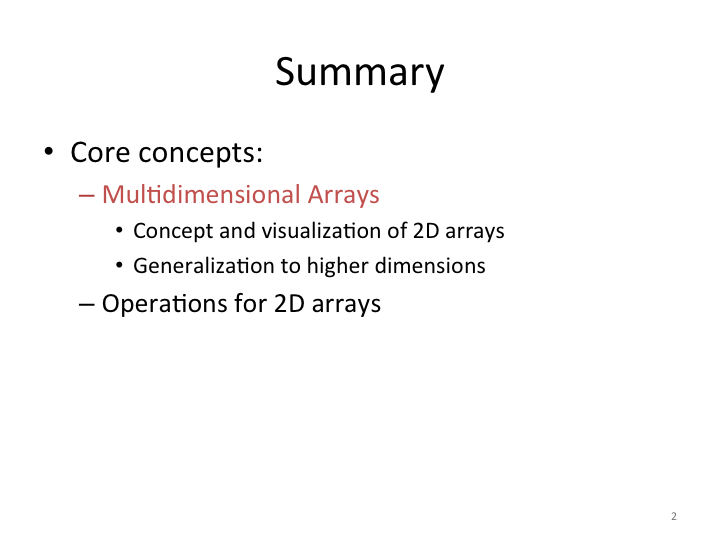 Summary
• Core concepts:
– Multidimensional Arrays
• Concept and visualization of 2D arrays
• Generalization to higher dimensions
– Operations for 2D arrays
2